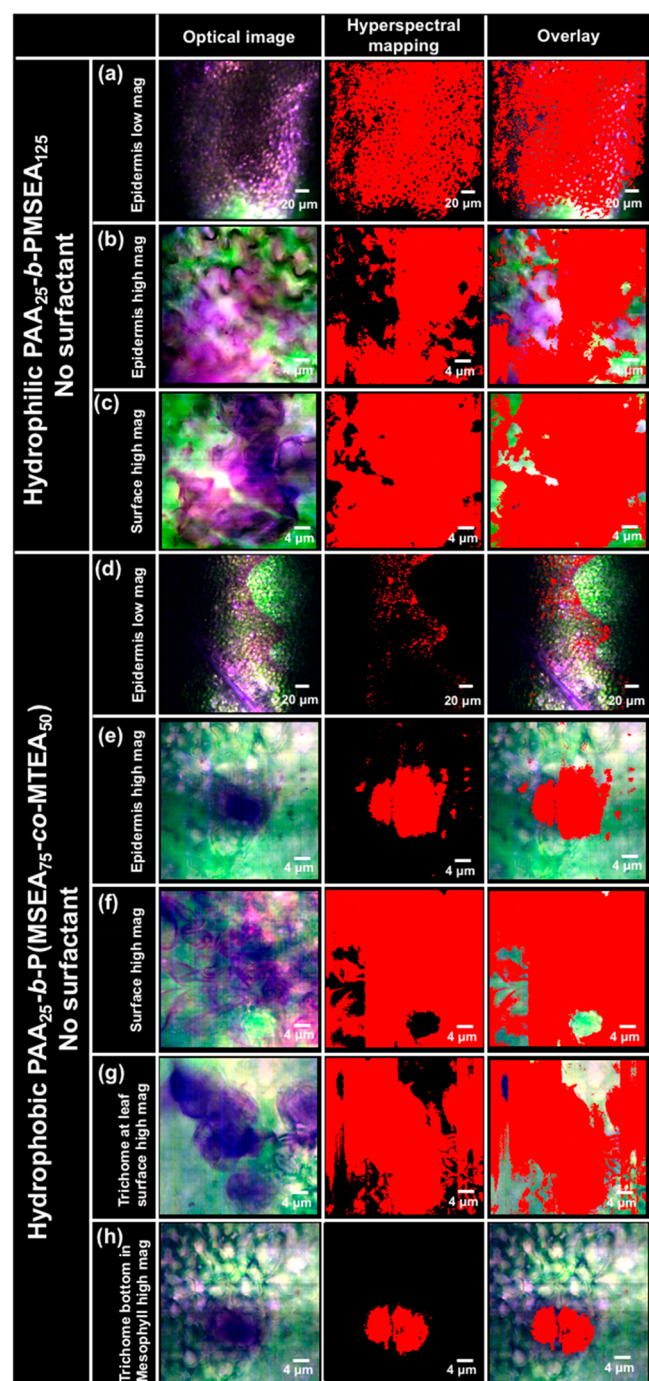 Optical image
Hyperspectral
mapping
Overlay
Hydrophilic PAA25-b-PMSEA125
No surfactant
(a)
Epidermis low mag
20 µm
20 µm
20 µm
(b)
Epidermis high mag
4 µm
4 µm
4 µm
(c)
Surface high mag
4 µm
4 µm
4 µm
Hydrophobic PAA25-b-P(MSEA75-co-MTEA50)
No surfactant
(d)
Epidermis low mag
20 µm
20 µm
20 µm
(e)
Epidermis high mag
4 µm
4 µm
4 µm
(f)
Surface high mag
4 µm
4 µm
4 µm
(g)
Trichome at leaf
surface high mag
4 µm
4 µm
4 µm
(h)
Trichome bottom in
Mesophyll high mag
4 µm
4 µm
4 µm